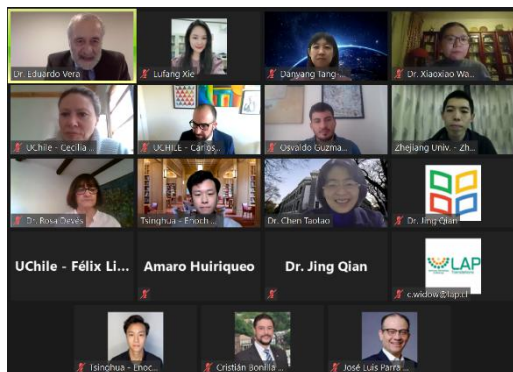 Dr. Eduardo Vera
Lufang Xie
Danyang Tang-...
Dr. Xiaoxiao Wa...
UChile - Cecilia ...
UCHILE - Carlos...
Osvaldo Guzma...
Zhejiang Univ. - Zh...
Dr. Rosa Devés
Tsinghua - Enoch ...
Dr. Chen Taotao
Dr. Jing Qian
UChile - Félix Li...
Amaro Huiriqueo
Dr. Jing Qian
LAP
c.widow@lap.cl
Tsinghua - Enoc...
Cristián Bonilla ...
José Luis Parra ...